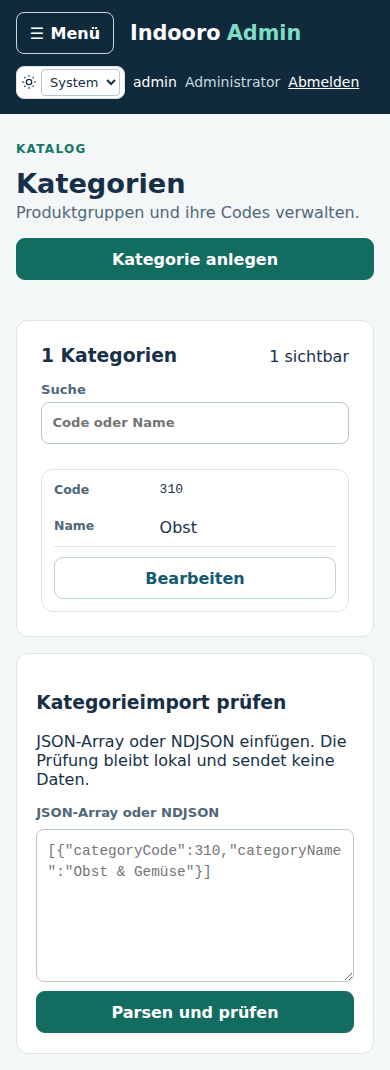 ☰ Menü
Indooro Admin
System
admin Administrator Abmelden
KATALOG
Kategorien
Produktgruppen und ihre Codes verwalten.
Kategorie anlegen
1 Kategorien
1 sichtbar
Suche
Code oder Name
Code
310
Name
Obst
Bearbeiten
Kategorieimport prüfen
JSON-Array oder NDJSON einfügen. Die
Prüfung bleibt lokal und sendet keine
Daten.
JSON-Array oder NDJSON
[{"categoryCode":310,"categoryName
":"Obst & Gemüse"}]
Parsen und prüfen